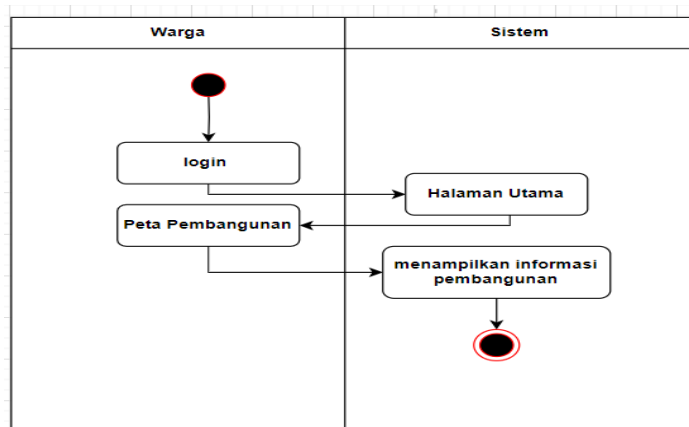 Warga
Sistem
login
Halaman Utama
Peta Pembangunan
menampilkan informasi
pembangunan